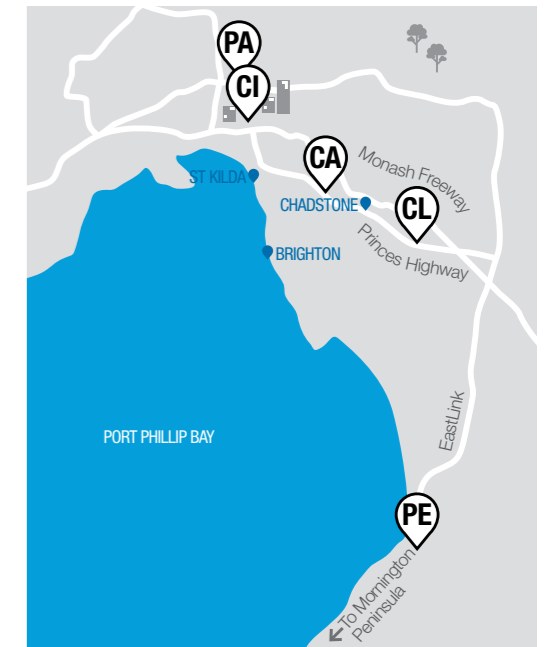 PA
CI
CA
Monash Freeway
ST KILDA
CHADSTONE
CL
Princes Highway
BRIGHTON
EastLink
PORT PHILLIP BAY
PE
To Mornington
Peninsula